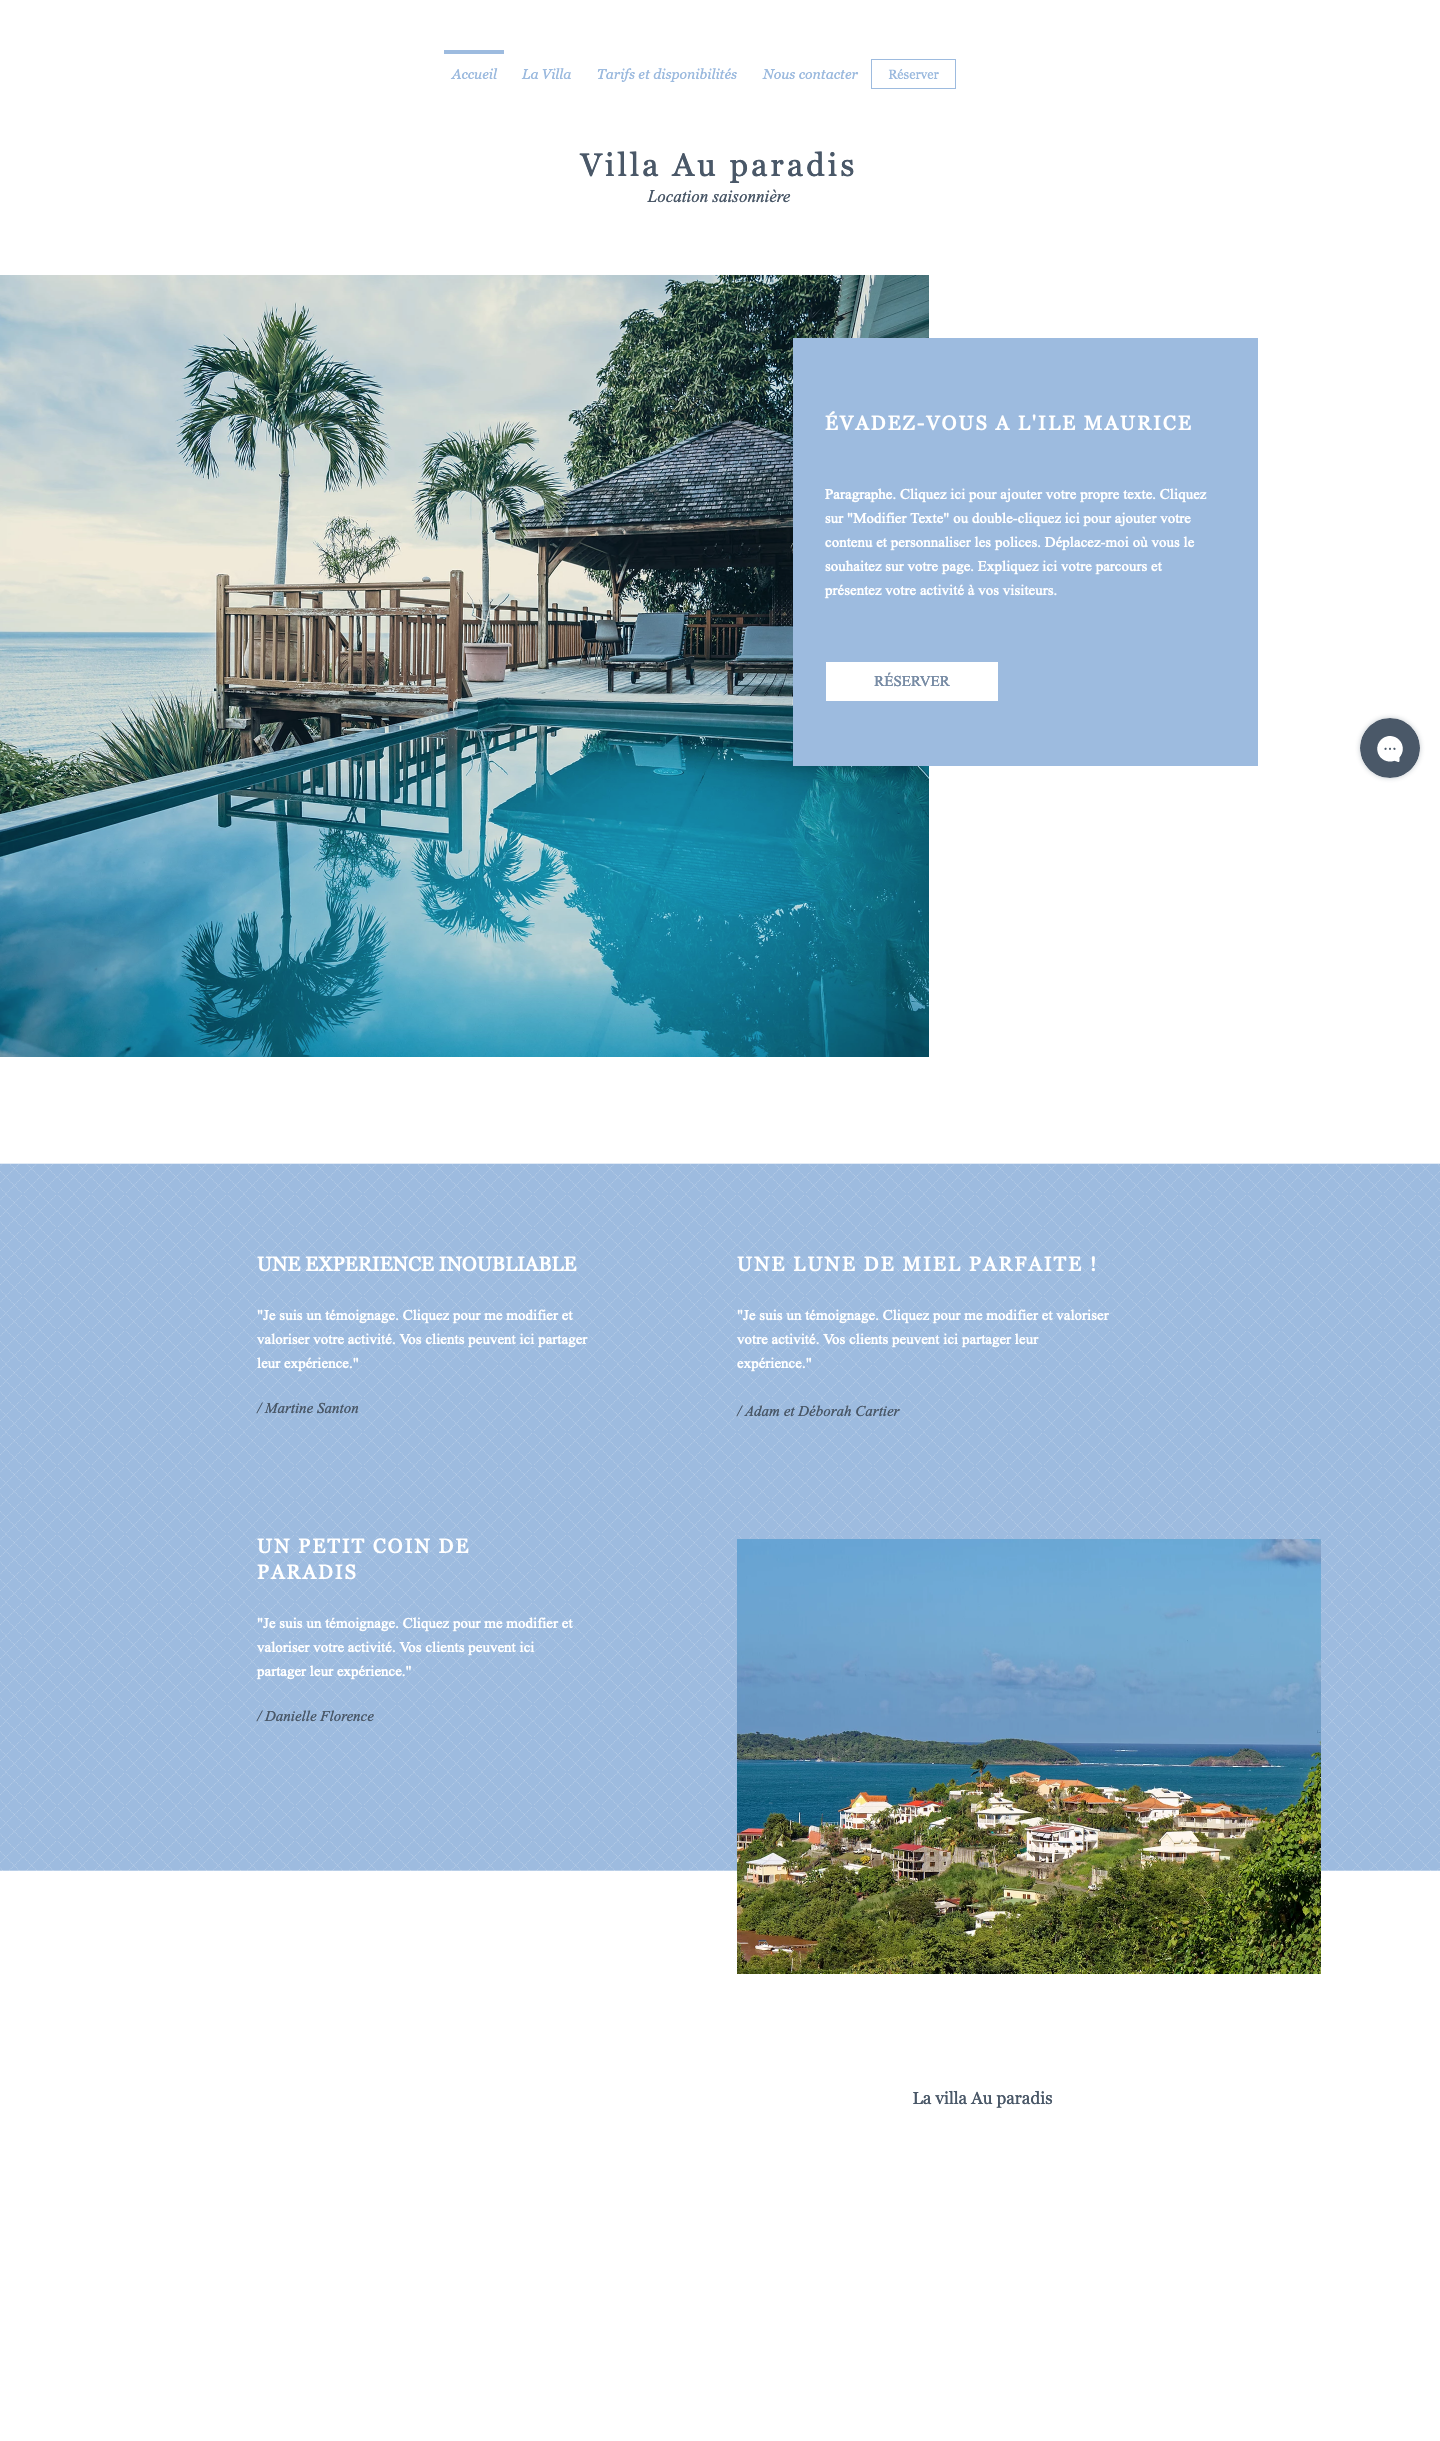 Accueil La Villa Tarifs et disponibilités Nous contacter Réserver
Villa Au paradis
Location saisonnière
ÉVADEZ-VOUS A L'ILE MAURICE
Paragraphe. Cliquez ici pour ajouter votre propre texte. Cliquez
sur "Modifier Texte" ou double-cliquez ici pour ajouter votre
contenu et personnaliser les polices. Déplacez-moi où vous le
souhaitez sur votre page. Expliquez ici votre parcours et
présentez votre activité à vos visiteurs.
RÉSERVER
UNE EXPERIENCE INOUBLIABLE
"Je suis un témoignage. Cliquez pour me modifier et
valoriser votre activité. Vos clients peuvent ici partager
leur expérience."
/ Martine Santon
UNE LUNE DE MIEL PARFAITE !
"Je suis un témoignage. Cliquez pour me modifier et valoriser
votre activité. Vos clients peuvent ici partager leur
expérience."
/ Adam et Déborah Cartier
UN PETIT COIN DE
PARADIS
"Je suis un témoignage. Cliquez pour me modifier et
valoriser votre activité. Vos clients peuvent ici
partager leur expérience."
/ Danielle Florence
La villa Au paradis